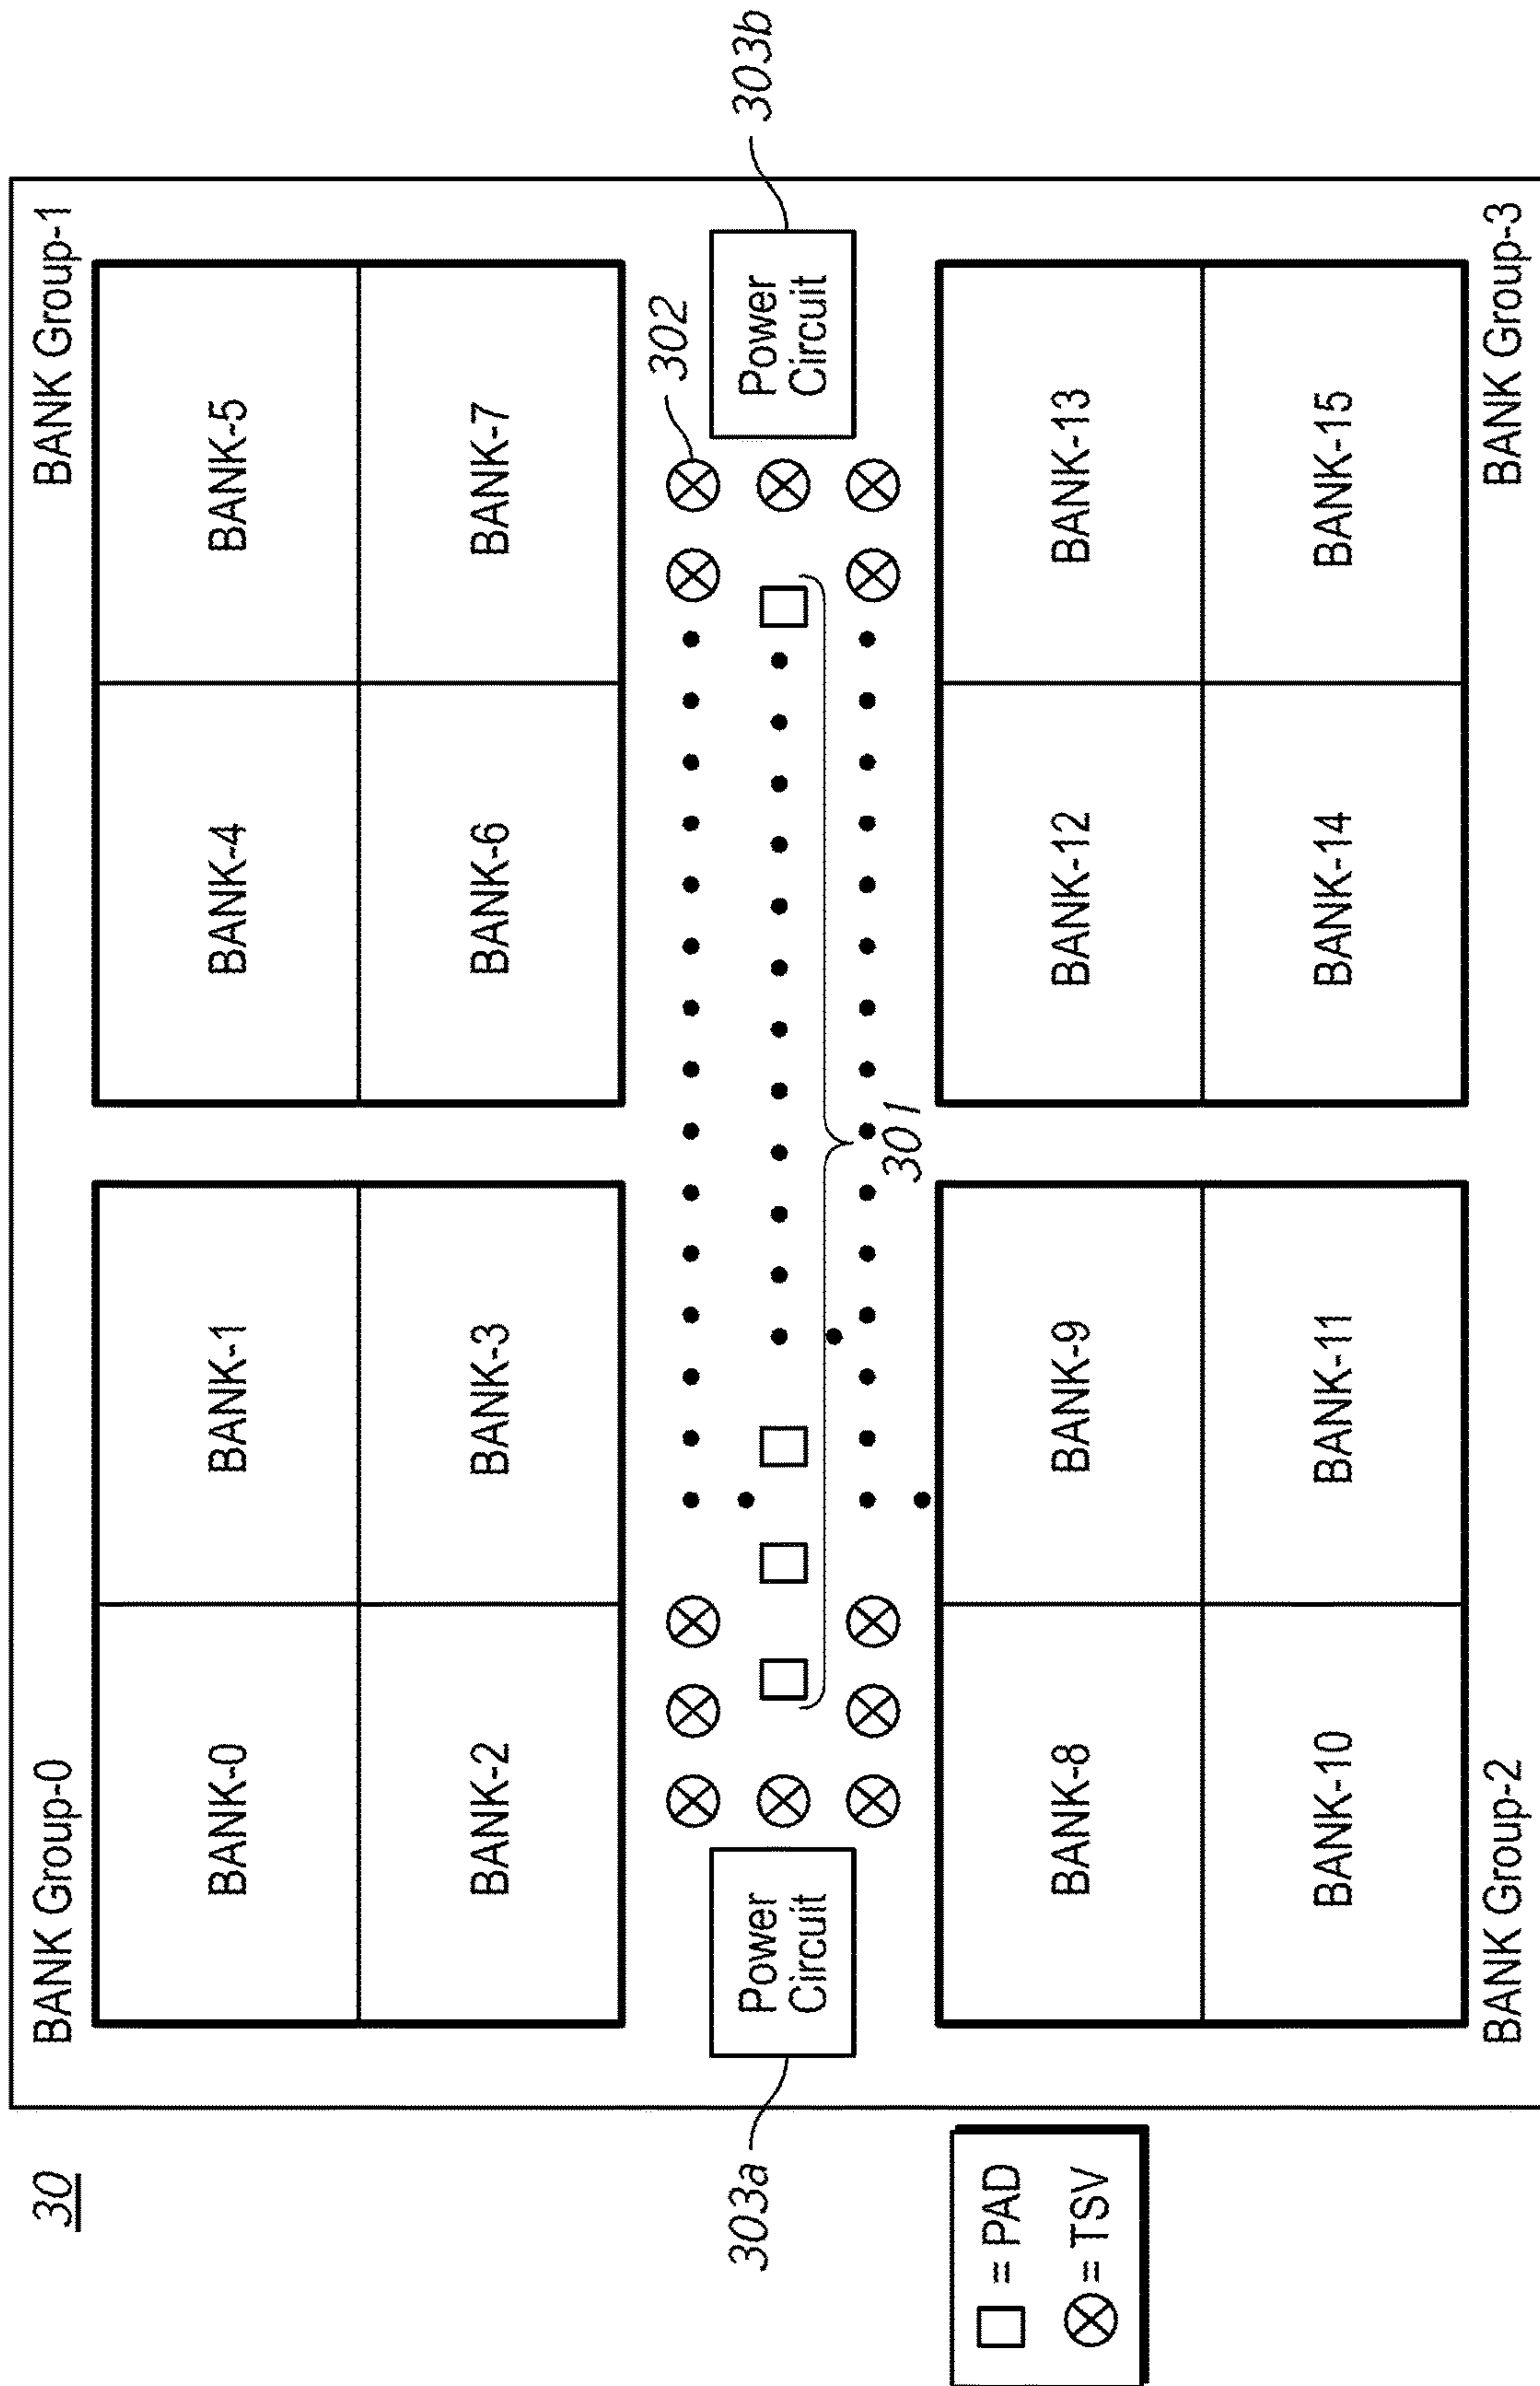 30
BANK Group-0
BANK Group-1
BANK-0
BANK-1
BANK-4
BANK-5
BANK-2
BANK-3
BANK-6
BANK-7
303a
Power
Circuit
301
302
Power
Circuit
303b
BANK-8
BANK-9
BANK-12
BANK-13
BANK-10
BANK-11
BANK-14
BANK-15
BANK Group-2
BANK Group-3
= PAD
= TSV